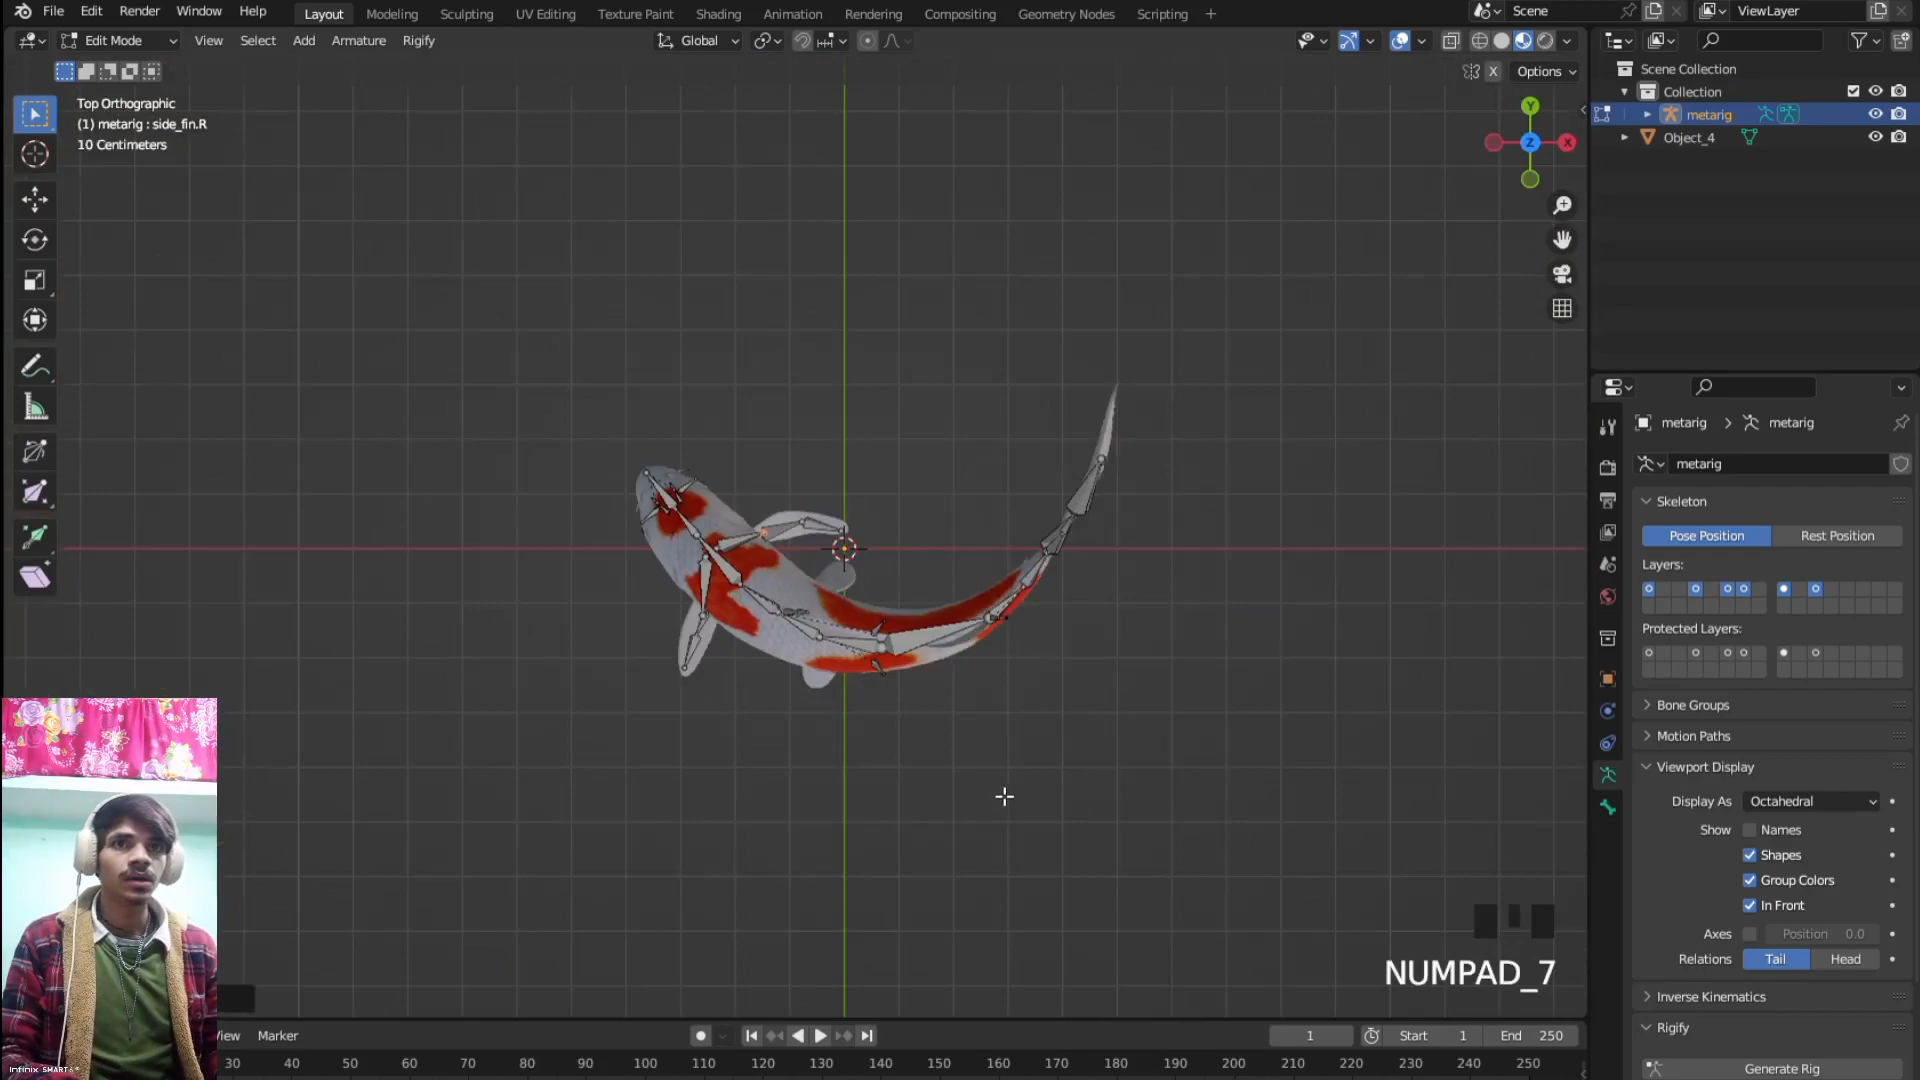 File Edit Render Window Help
Layout Modeling Sculpting UV Editing Texture Paint Shading Animation Rendering Compositing Geometry Nodes Scripting +
Scene ViewLayer
Edit Mode View Select Add Armature Rigify
Global
X Options
Top Orthographic
(1) metarig : side_fin.R
10 Centimeters
Y
X
Z
Scene Collection
Collection
metarig
Object_4
metarig > metarig
metarig
Skeleton
Pose Position Rest Position
Layers:
Protected Layers:
Bone Groups
Motion Paths
Viewport Display
Display As Octahedral
Show Names
Shapes
Group Colors
In Front
Axes Position 0.0
Relations Tail Head
Inverse Kinematics
Rigify
Generate Rig
NUMPAD_7
View Marker
1 Start 1 End 250
30 40 50 60 70 80 90 100 110 120 130 140 150 160 170 180 190 200 210 220 230 240 250